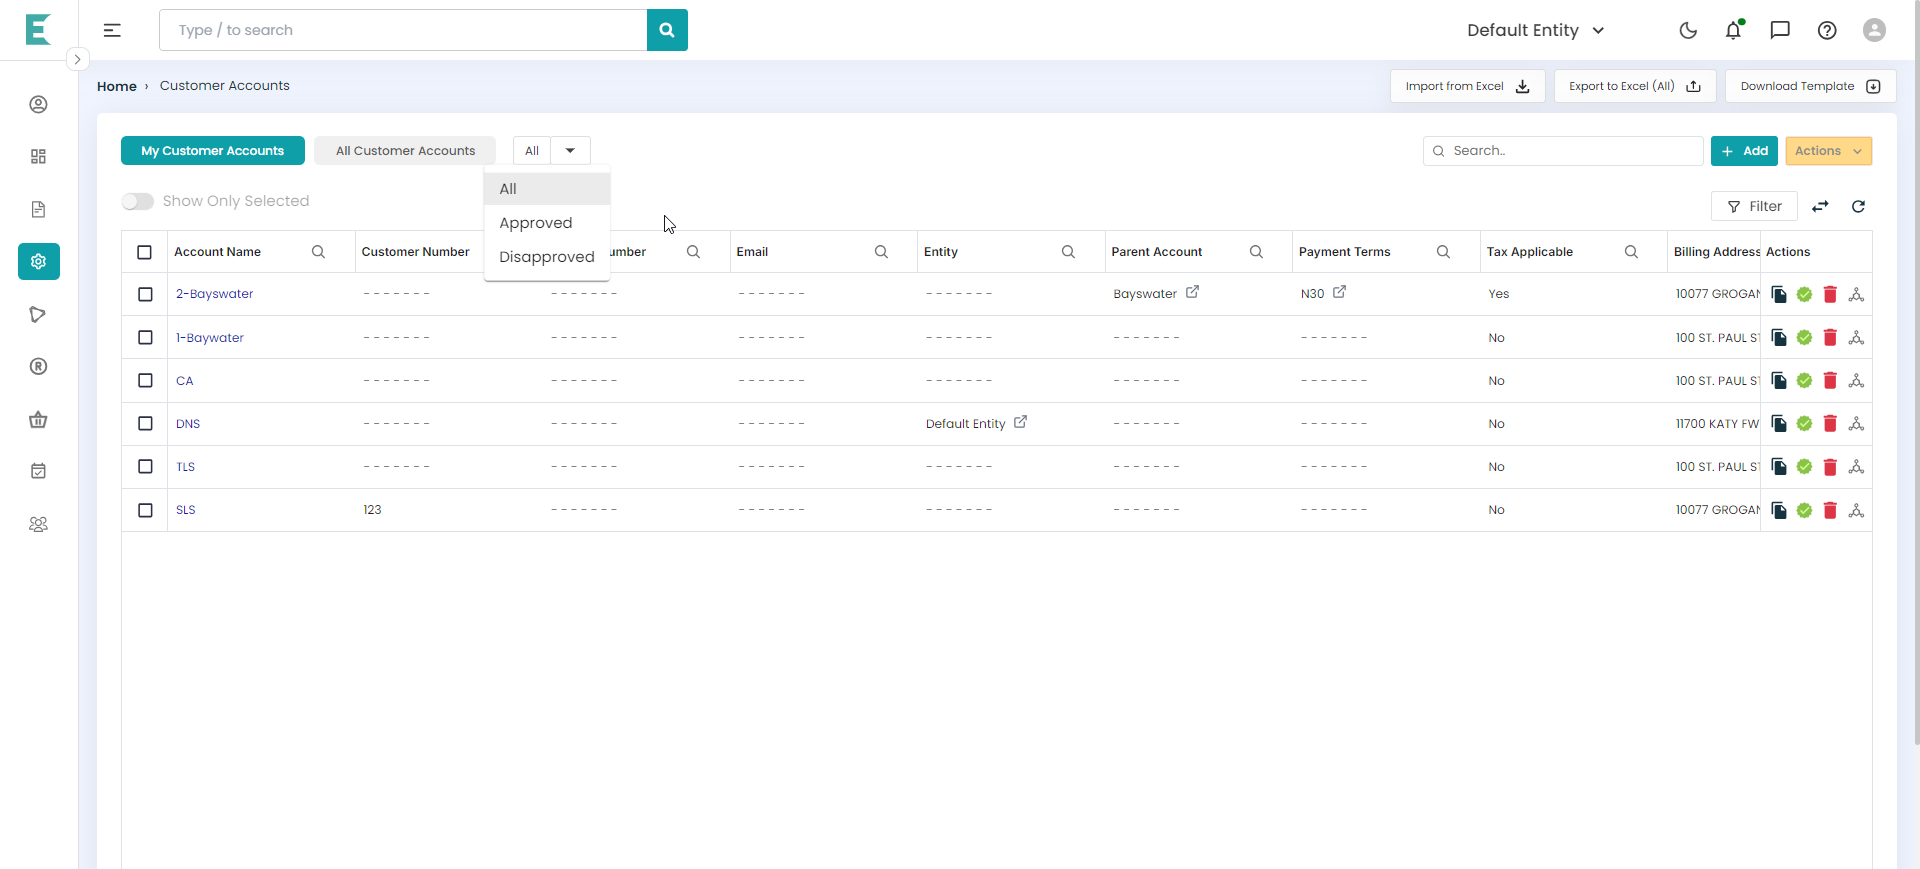 Type / to search
Default Entity
Home › Customer Accounts
Import from Excel
Export to Excel (All)
Download Template
My Customer Accounts
All Customer Accounts
All
Search..
+ Add
Actions
Show Only Selected
All
Approved
Disapproved
Filter
Account Name
Customer Number
umber
Email
Entity
Parent Account
Payment Terms
Tax Applicable
Billing Address
Actions
2-Bayswater ------- ------- ------- ------- Bayswater N30 Yes 10077 GROGAN
1-Baywater ------- ------- ------- ------- ------- ------- No 100 ST. PAUL ST
CA ------- ------- ------- ------- ------- ------- No 100 ST. PAUL ST
DNS ------- ------- ------- Default Entity ------- ------- No 11700 KATY FW
TLS ------- ------- ------- ------- ------- ------- No 100 ST. PAUL ST
SLS 123 ------- ------- ------- ------- ------- No 10077 GROGAN